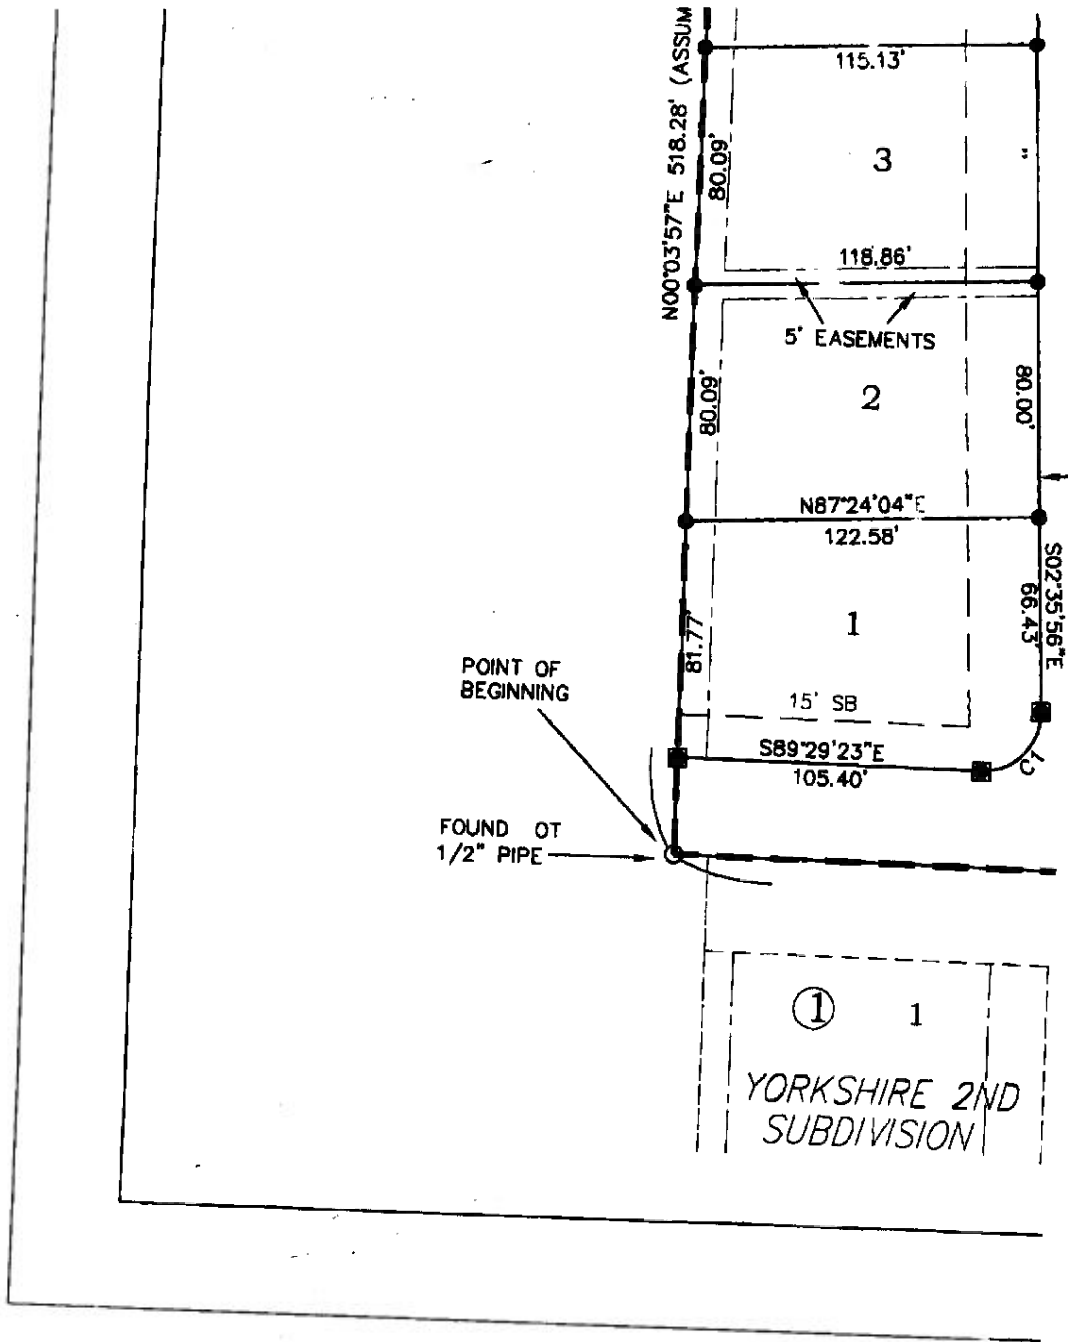 115.13'
N00°03'57"E 518.28' (ASSUM
80.09'
3
"
118.86'
5' EASEMENTS
80.09'
2
80.00'
N87°24'04"E
122.58'
S02°35'56"E
66.43'
81.77'
1
POINT OF
BEGINNING
15' SB
S89°29'23"E
105.40'
C1
FOUND OT
1/2" PIPE
1 1
YORKSHIRE 2ND
SUBDIVISION